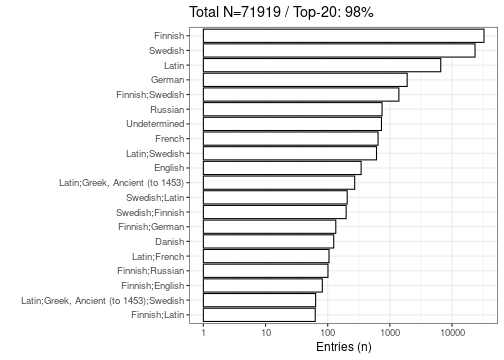 Total N=71919 / Top-20: 98%
Finnish
Swedish
Latin
German
Finnish;Swedish
Russian
Undetermined
French
Latin;Swedish
English
Latin;Greek, Ancient (to 1453)
Swedish;Latin
Swedish;Finnish
Finnish;German
Danish
Latin;French
Finnish;Russian
Finnish;English
Latin;Greek, Ancient (to 1453);Swedish
Finnish;Latin
1 10 100 1000 10000
Entries (n)